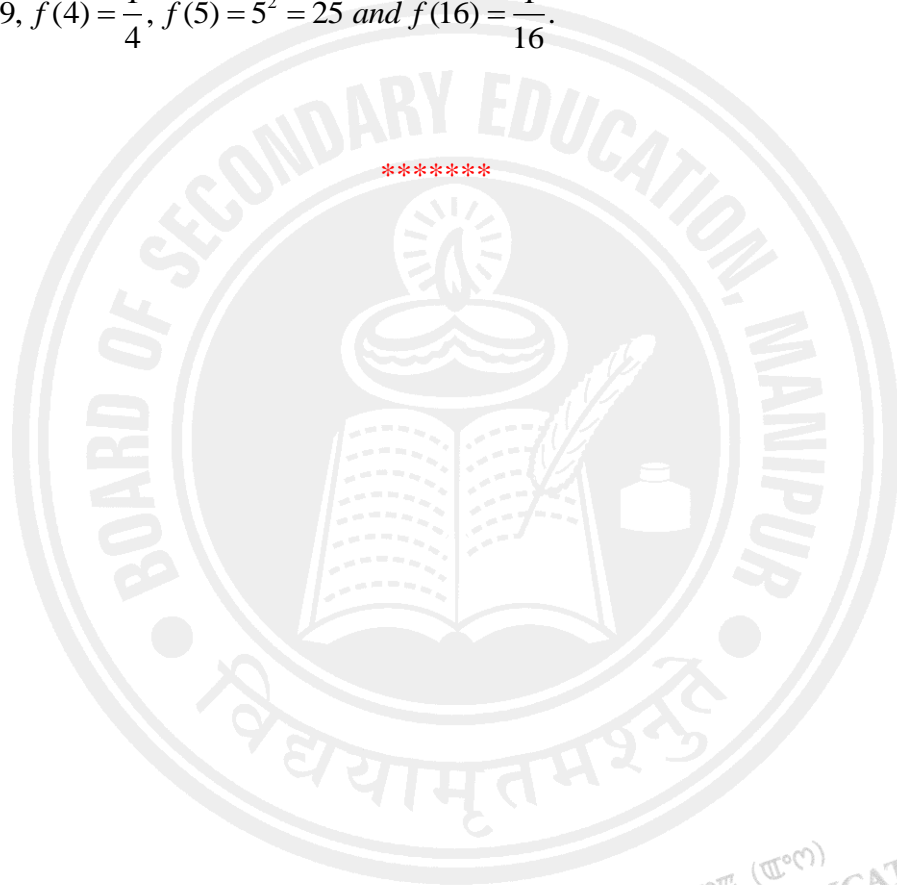 9, f(4) = 1/4, f(5) = 5² = 25 and f(16) = 1/16.
*******
BOARD OF SECONDARY EDUCATION, MANIPUR
विद्ययामृतमश्नुते